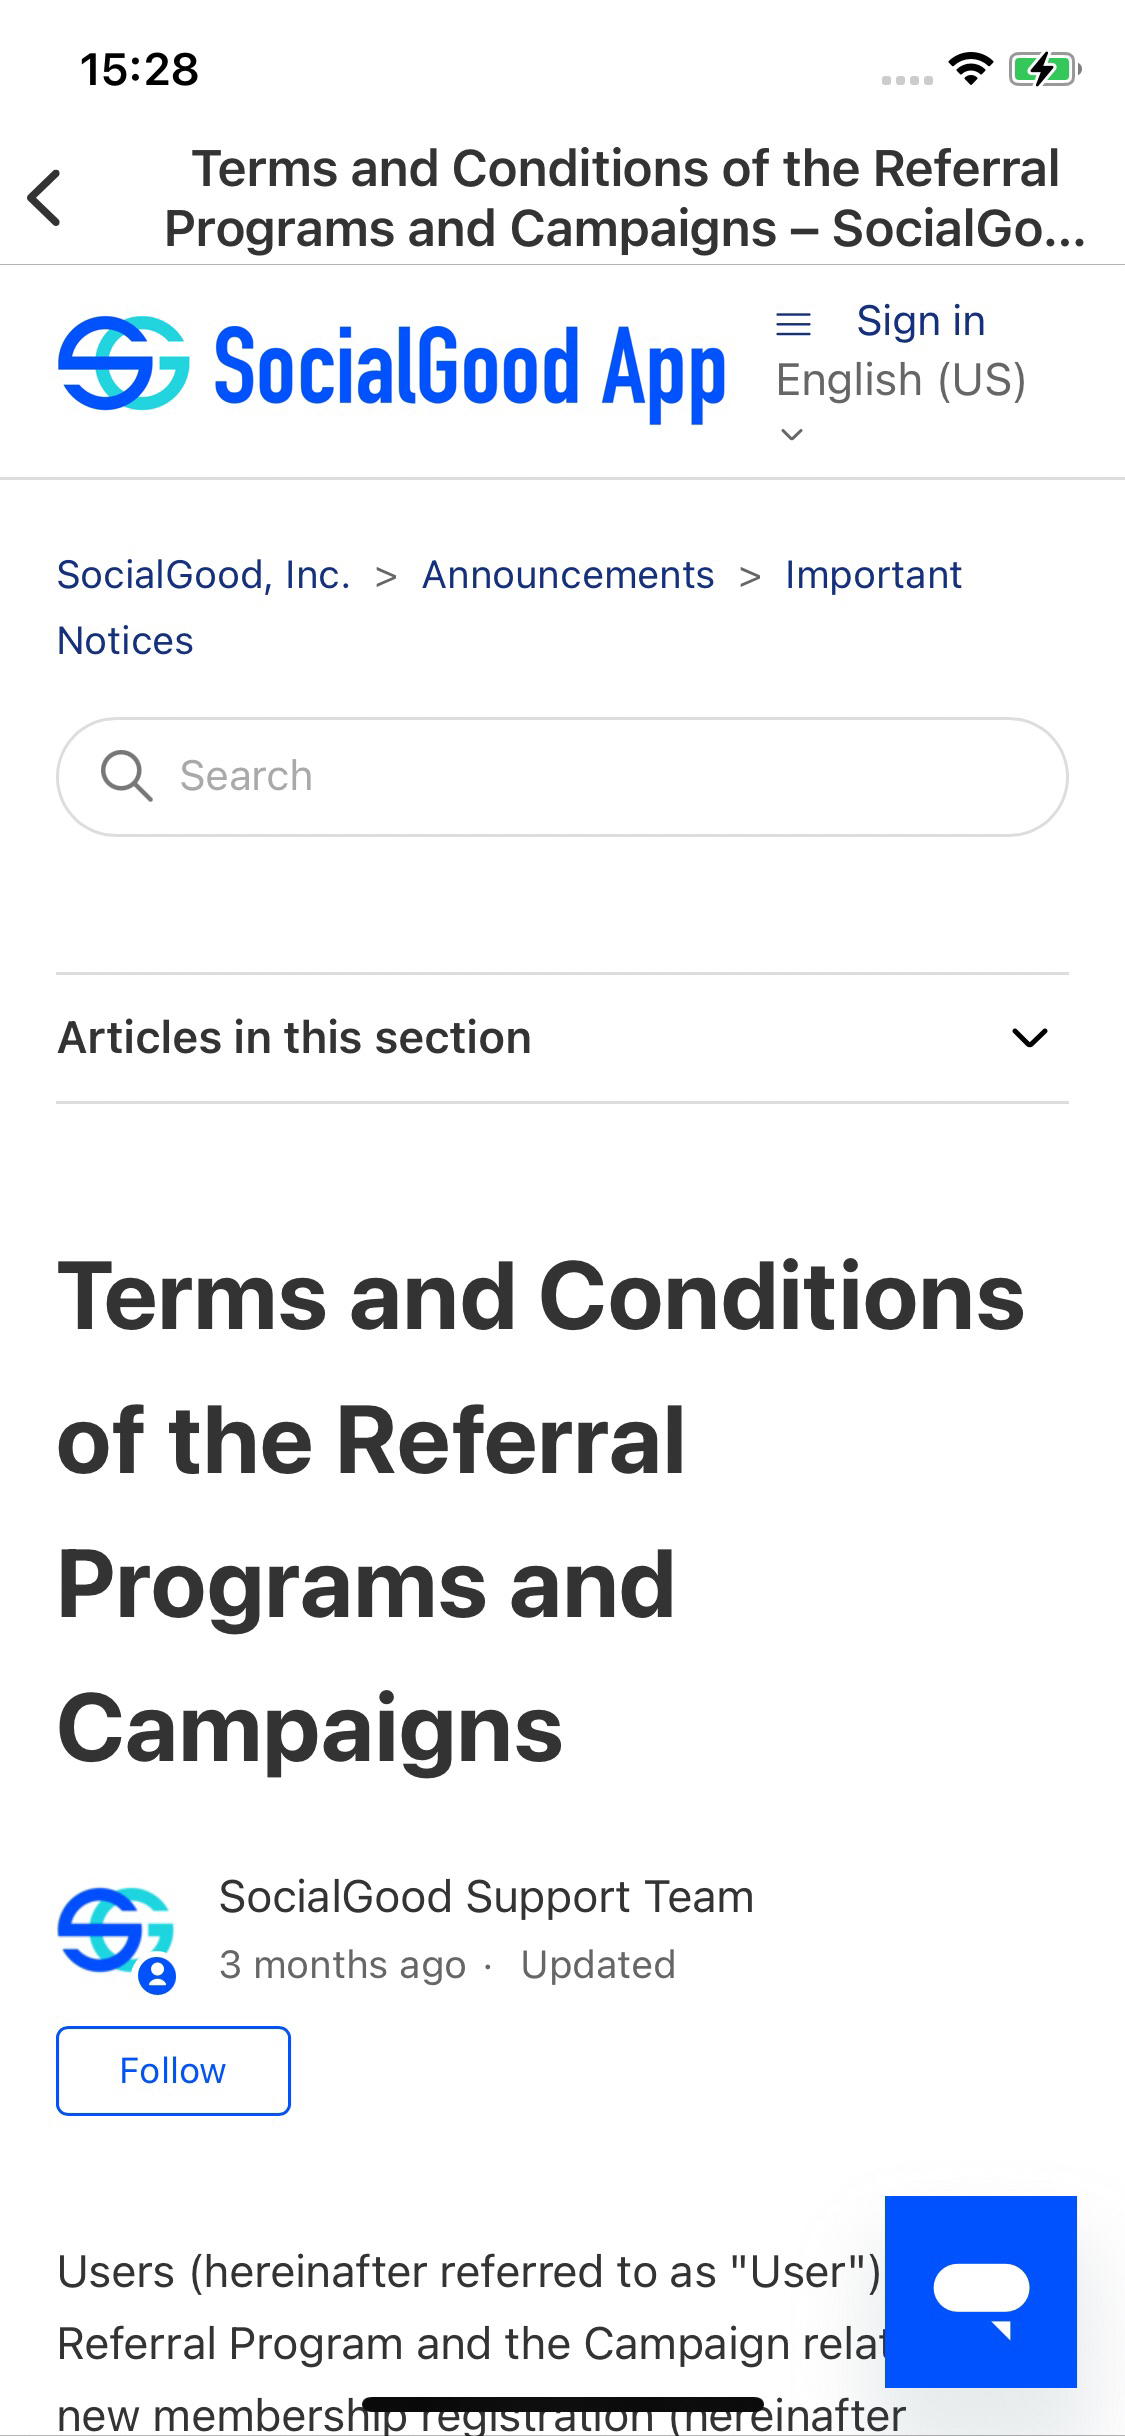 15:28
Terms and Conditions of the Referral
Programs and Campaigns – SocialGo...
SocialGood App
Sign in
English (US)
SocialGood, Inc. > Announcements > Important
Notices
Search
Articles in this section
Terms and Conditions
of the Referral
Programs and
Campaigns
SocialGood Support Team
3 months ago · Updated
Follow
Users (hereinafter referred to as "User")
Referral Program and the Campaign relat
new membership registration (hereinafter